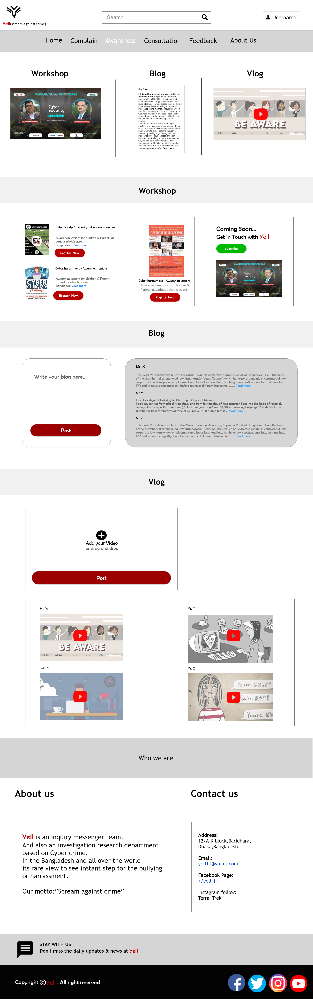 Yell(scream against crime)
Search
Username
Home Complain Awareness Consultation Feedback About Us
Workshop Blog Vlog
AWARENESS PROGRAM
Cyber
Security
Hey Guys,
I finished high school last year and to say
the least it was tough. I had friends but I
never really felt like I fit in, this intensified
when I started to struggle with depression.
During last year I was exposed to some horrid
cyber abuse. I was receiving anonymous
messages telling me that I should kill myself
and that I was ugly and fat and disgusting. It
was hard, especially because I dealt with it
alone, it really broke me and is still affecting
me, months after the messages have
stopped.
This foundation makes me want to get
involved and raise awareness. As an 18 year
old, I know what it's like to feel alone and not
know where to turn. I hate the thought of
somebody having to go through it alone. I
make weekly YouTube videos and I am
hoping to start raising some awareness that
way as well as in my community I am
reaching out to The Cybersmile Foundation
because I think it is so incredibly important
that being online is safe...See more
BE AWARE
Workshop
STOP
BULLYING
Cyber Safety & Security - Awareness sessions
Awareness sessions for children & Parents at
various schools across
Bangladesh... See more
Register Now
CYBER
BULLYING
Workshop
Cyber harassment - Awareness sessions
Awareness sessions for children & Parents
at various schools across
Bangladesh...See more
Register Now
CYBERBULLYING
Cyber harassment - Awareness sessions
Awareness sessions for children &
Parents at various schools across
Register Now
Coming Soon...
Get in Touch with Yell
Subscribe
AWARENESS PROGRAM
Cyber
Security
Blog
Write your blog here...
Post
Mr. X
This week Your Advocate is Barrister Omar Khan Joy, Advocate, Supreme Court of Bangladesh. He is the head
of the chambers of a renowned law firm, namely, 'Legal Counsel', which has expertise mainly in commercial law,
corporate law, family law, employment and labor law, land law, banking law, constitutional law, criminal law,
IPR and in conducting litigations before courts of different hierarchies..........Read more
Mr. Y
Inoculate Against Bullying by Chatting with your Children
I pick my son up from school most days, and from his first day of kindergarten I got into the habit of routinely
asking him two specific questions: 1) “How was your day?” and 2) “Was there any bullying?” I'd ask the latter
question with a conspiratorial raise of my brow—as if asking him if... Read more
Mr. Z
This week Your Advocate is Barrister Omar Khan Joy, Advocate, Supreme Court of Bangladesh. He is the head
of the chambers of a renowned law firm, namely, 'Legal Counsel', which has expertise mainly in commercial law,
corporate law, family law, employment and labor law, land law, banking law, constitutional law, criminal law,
IPR and in conducting litigations before courts of different hierarchies..........Read more
Vlog
Add your Video
or drag and drop
Post
Mr. W
BE AWARE
Mr. Y
Mr. X
Mr. Z
You're UGLY!..
You're FAT!..
You're NO
Who we are
About us
Yell is an inquiry messenger team.
And also an investigation research department
based on Cyber crime.
In the Bangladesh and all over the world
its rare view to see instant step for the bullying
or harrassment.
Our motto:”Scream against crime”
Contact us
Address:
12/A,K block,Baridhara,
Dhaka,Bangladesh.
Email:
yell11@gmail.com
Facebook Page:
//yell.11
Instagram follow:
Terra_Trek
STAY WITH US
Don't miss the daily updates & news at Yell
Copyright ©Yell . All right reserved